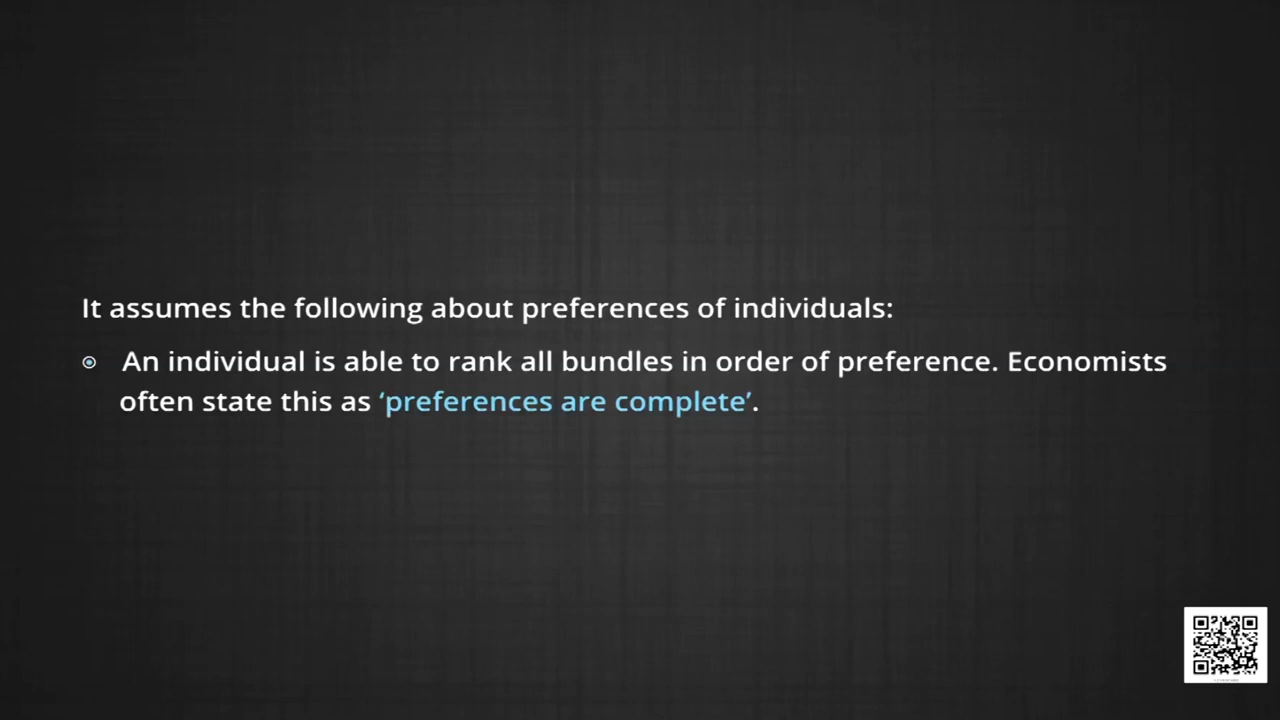 It assumes the following about preferences of individuals:
An individual is able to rank all bundles in order of preference. Economists
often state this as ‘preferences are complete’.